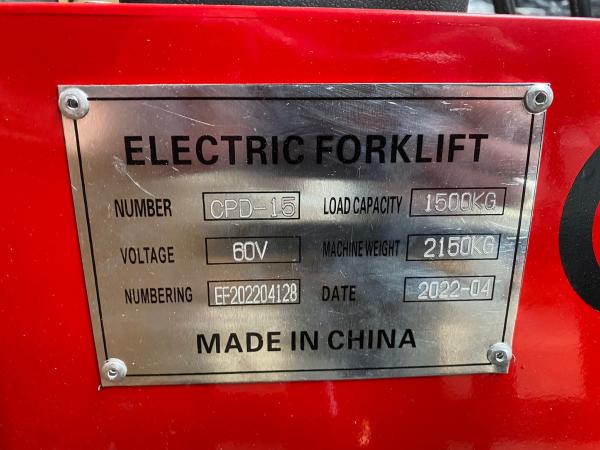 ELECTRIC FORKLIFT
NUMBER CPD-15 LOAD CAPACITY 1500KG
VOLTAGE 60V MACHINE WEIGHT 2150KG
NUMBERING EF202204128 DATE 2022-04
MADE IN CHINA